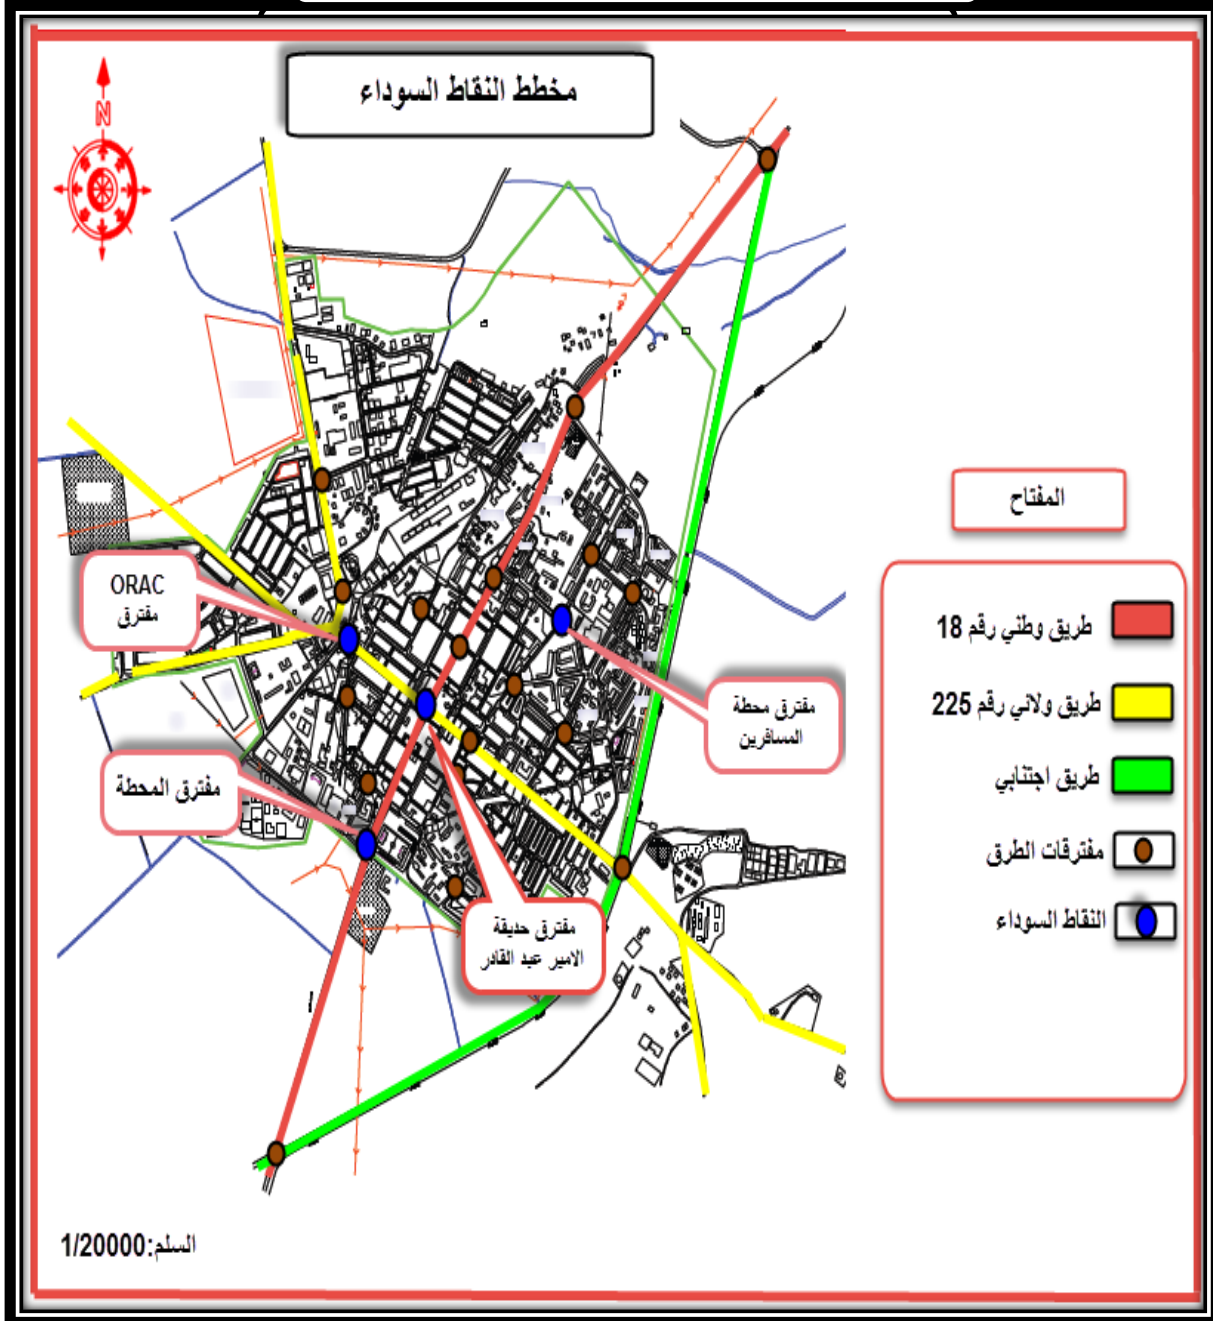 مخطط النقاط السوداء
N
المفتاح
طريق وطني رقم 18
طريق ولائي رقم 225
طريق اجتنابي
مفترقات الطرق
النقاط السوداء
ORAC
مفترق
مفترق محطة
المسافرين
مفترق المحطة
مفترق حديقة
الامير عبد القادر
السلم:1/20000